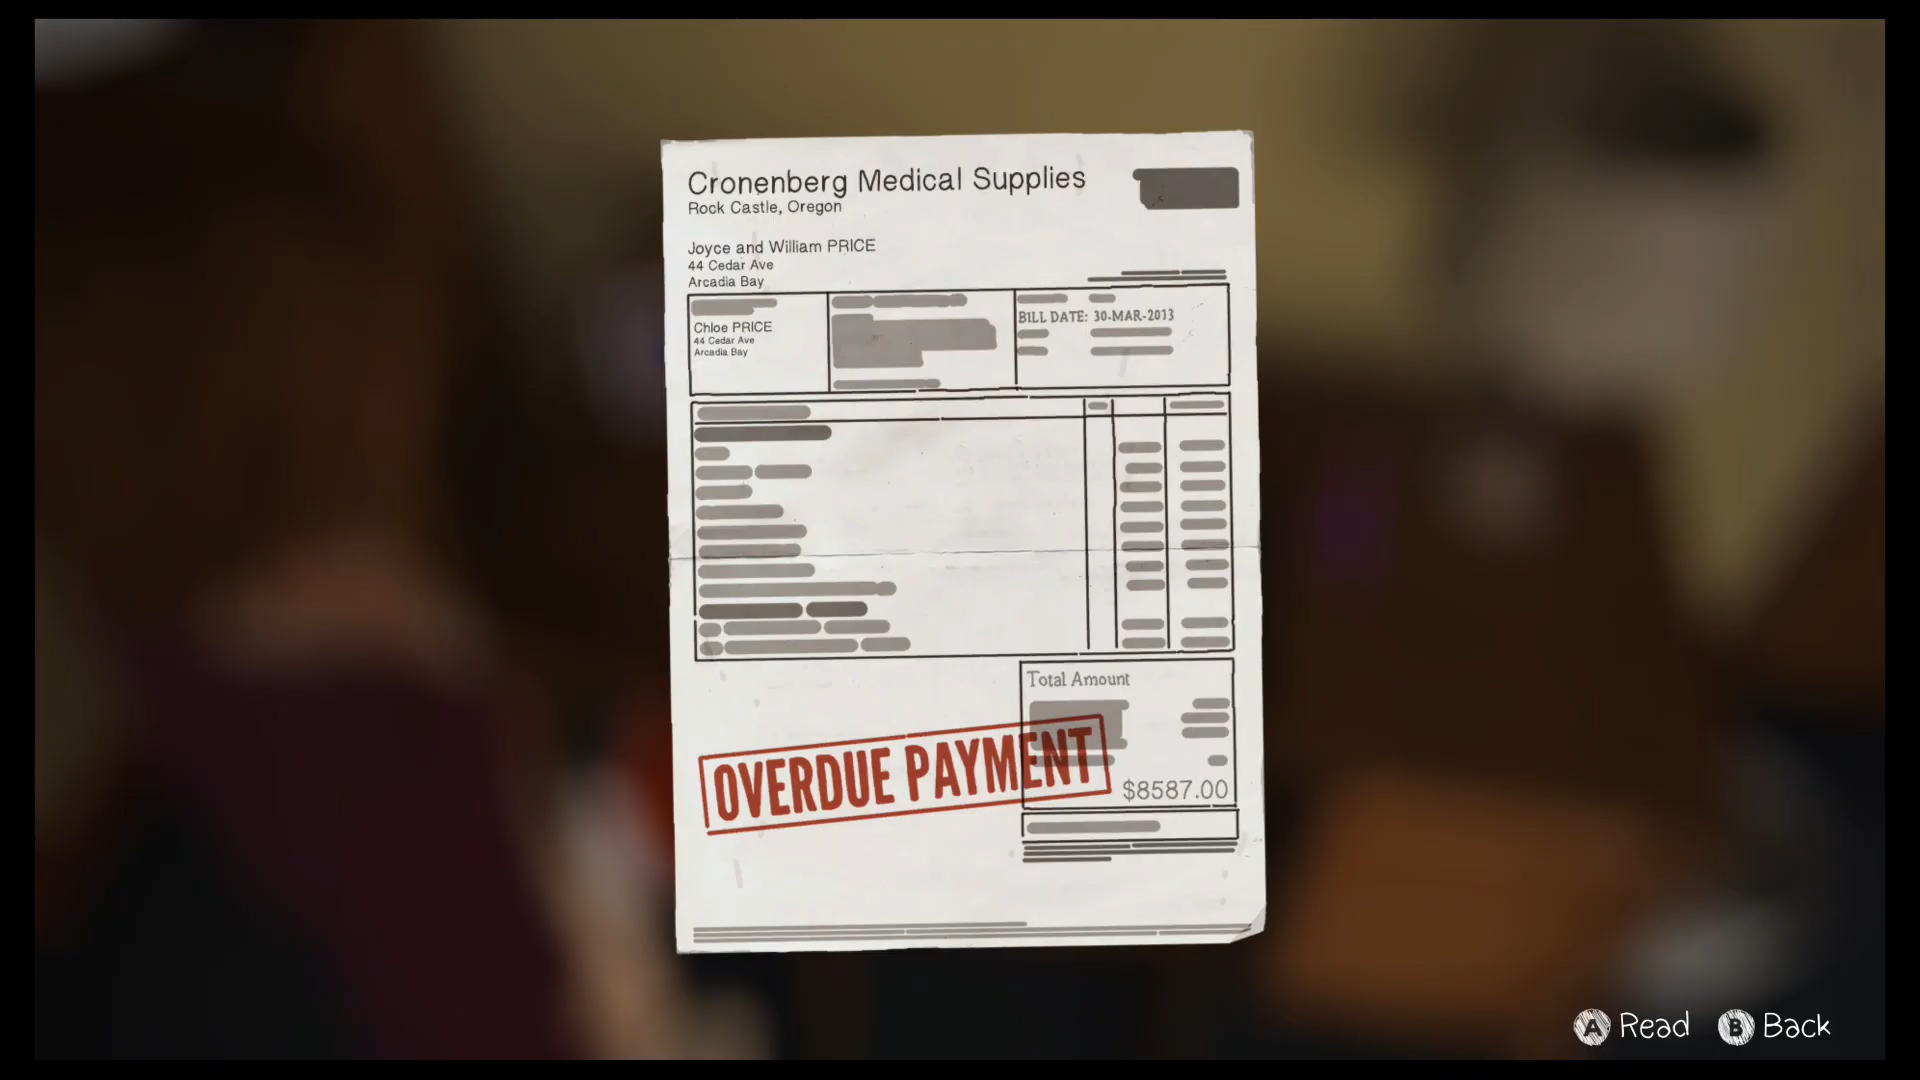 Cronenberg Medical Supplies
Rock Castle, Oregon
Joyce and William PRICE
44 Cedar Ave
Arcadia Bay
Chloe PRICE
44 Cedar Ave
Arcadia Bay
BILL DATE: 30-MAR-2013
Total Amount
OVERDUE PAYMENT
$8587.00
A Read B Back